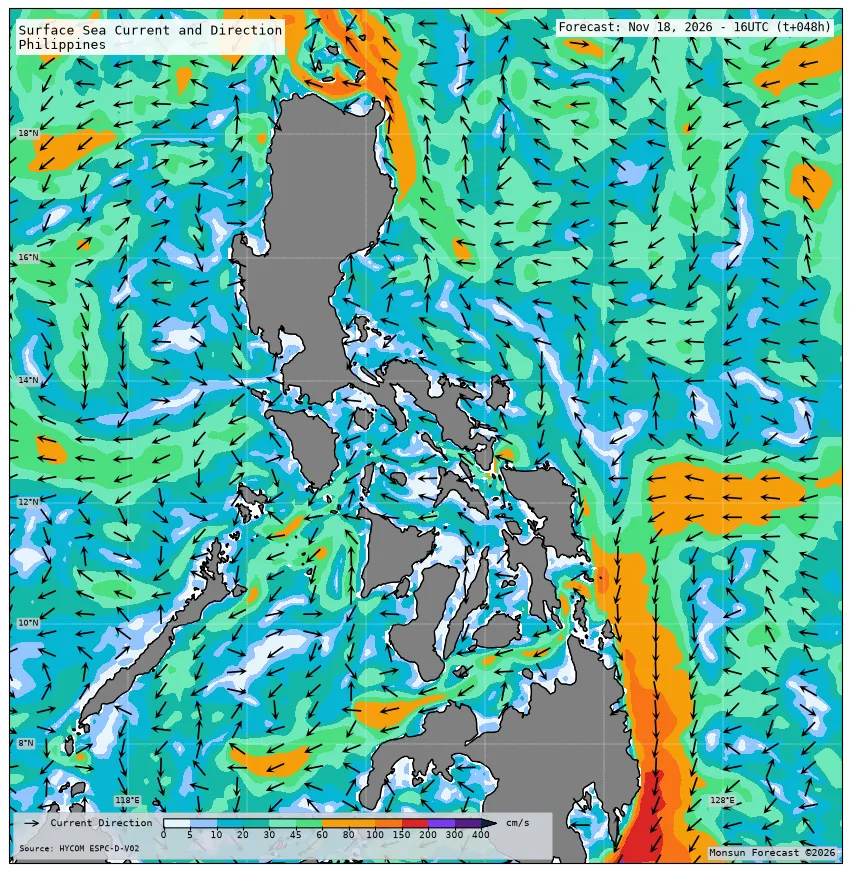 Surface Sea Current and Direction
Philippines
Forecast: Nov 18, 2026 - 16UTC (t+048h)
18°N
16°N
14°N
12°N
10°N
8°N
118°E
128°E
Current Direction
0 5 10 20 30 45 60 80 100 150 200 300 400
cm/s
Source: HYCOM ESPC-D-V02
Monsun Forecast ©2026